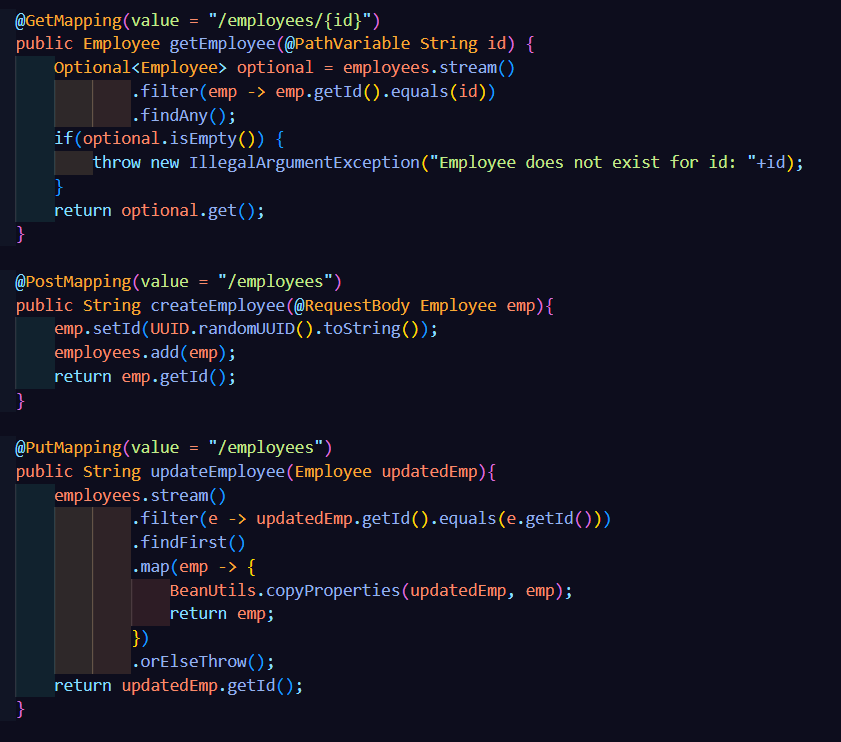 @GetMapping(value = "/employees/{id}")
public Employee getEmployee(@PathVariable String id) {
    Optional<Employee> optional = employees.stream()
            .filter(emp -> emp.getId().equals(id))
            .findAny();
    if(optional.isEmpty()) {
        throw new IllegalArgumentException("Employee does not exist for id: "+id);
    }
    return optional.get();
}

@PostMapping(value = "/employees")
public String createEmployee(@RequestBody Employee emp){
    emp.setId(UUID.randomUUID().toString());
    employees.add(emp);
    return emp.getId();
}

@PutMapping(value = "/employees")
public String updateEmployee(Employee updatedEmp){
    employees.stream()
            .filter(e -> updatedEmp.getId().equals(e.getId()))
            .findFirst()
            .map(emp -> {
                BeanUtils.copyProperties(updatedEmp, emp);
                return emp;
            })
            .orElseThrow();
    return updatedEmp.getId();
}